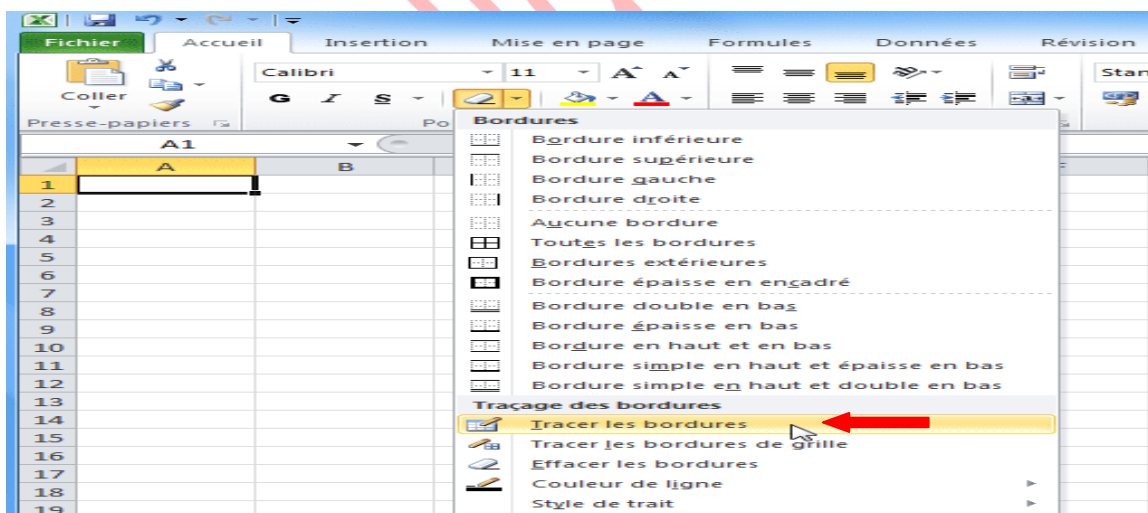 Fichier Accueil Insertion Mise en page Formules Données Révision
Calibri 11 A A Stan
Coller G I S A
Presse-papiers Po
A1
A B
Bordures
Bordure inférieure
Bordure supérieure
Bordure gauche
Bordure droite
Aucune bordure
Toutes les bordures
Bordures extérieures
Bordure épaisse en encadré
Bordure double en bas
Bordure épaisse en bas
Bordure en haut et en bas
Bordure simple en haut et épaisse en bas
Bordure simple en haut et double en bas
Traçage des bordures
Tracer les bordures
Tracer les bordures de grille
Effacer les bordures
Couleur de ligne
Style de trait
1
2
3
4
5
6
7
8
9
10
11
12
13
14
15
16
17
18
19